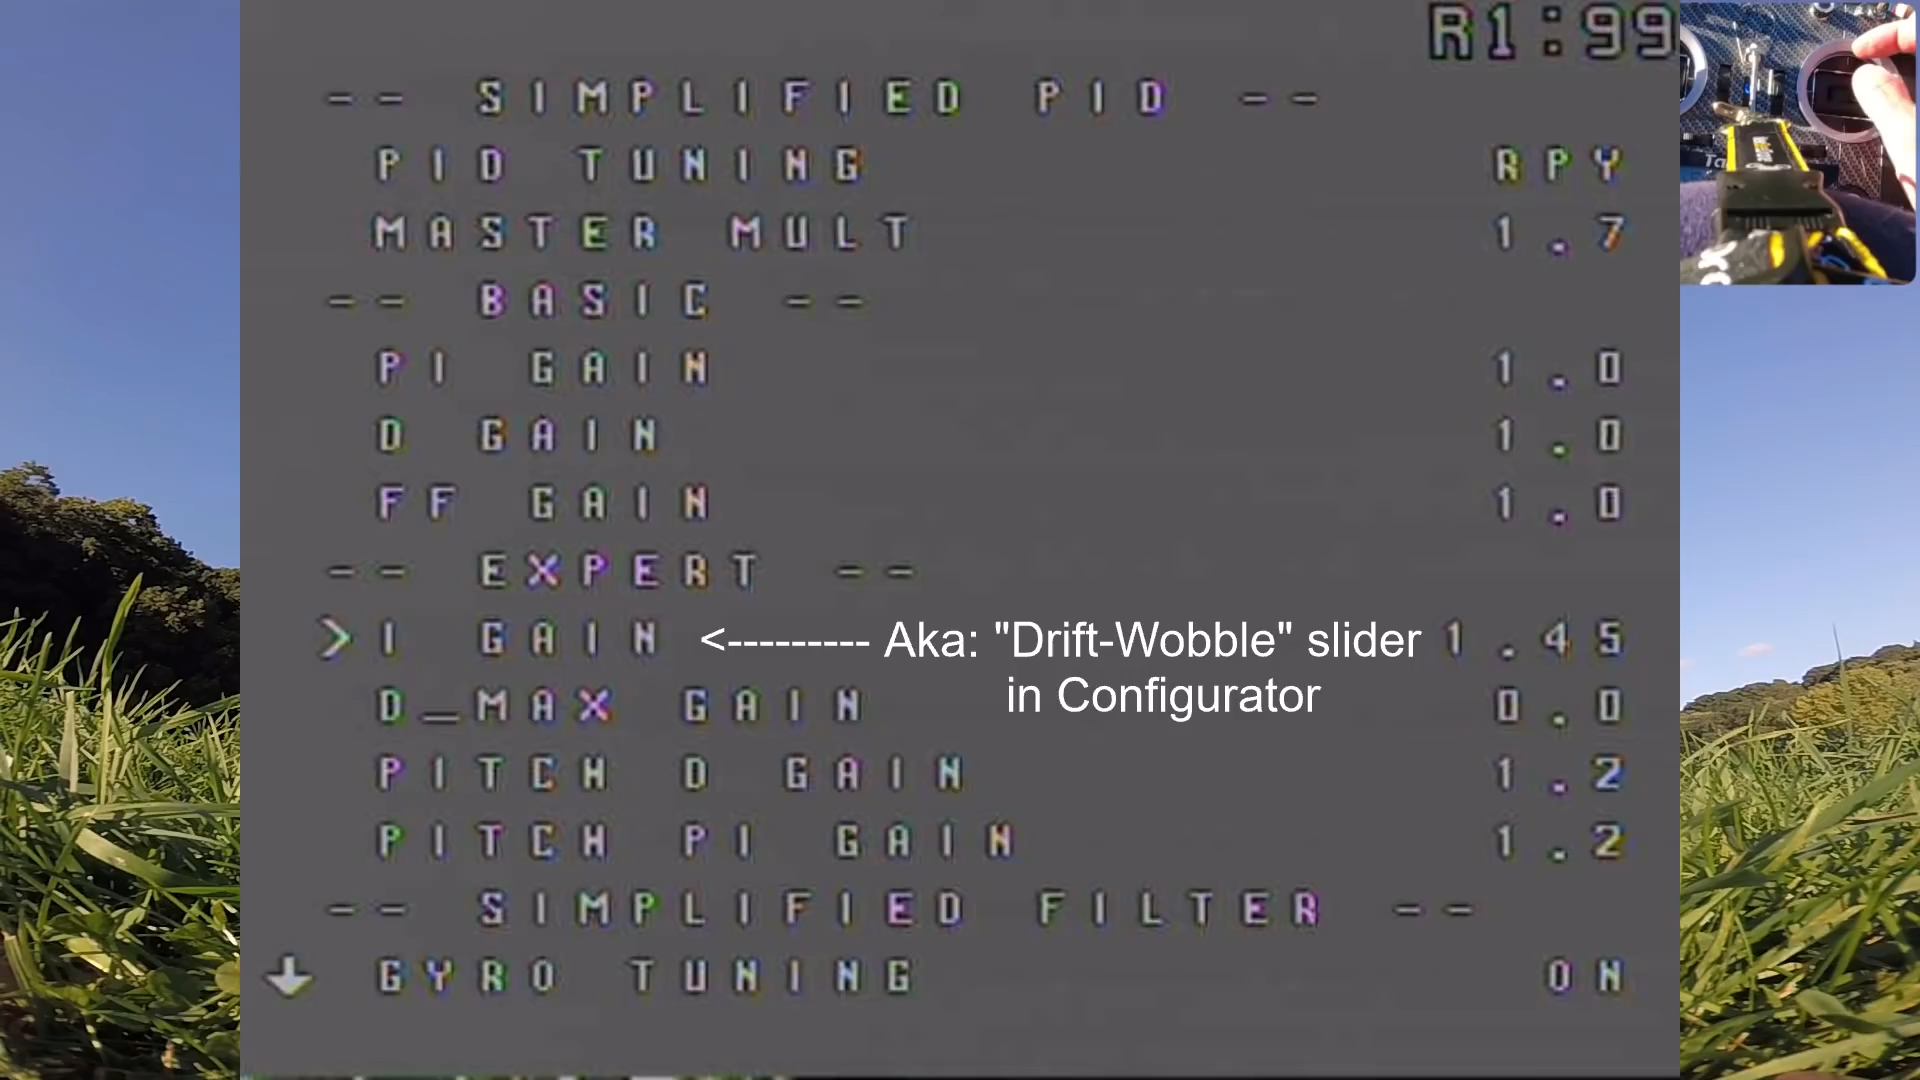 R1:99
-- SIMPLIFIED PID --
PID TUNING RPY
MASTER MULT 1.7
-- BASIC --
PI GAIN 1.0
D GAIN 1.0
FF GAIN 1.0
-- EXPERT --
>I GAIN <--------- Aka: "Drift-Wobble" slider 1.45
in Configurator
D_MAX GAIN 0.0
PITCH D GAIN 1.2
PITCH PI GAIN 1.2
-- SIMPLIFIED FILTER --
↓ GYRO TUNING ON